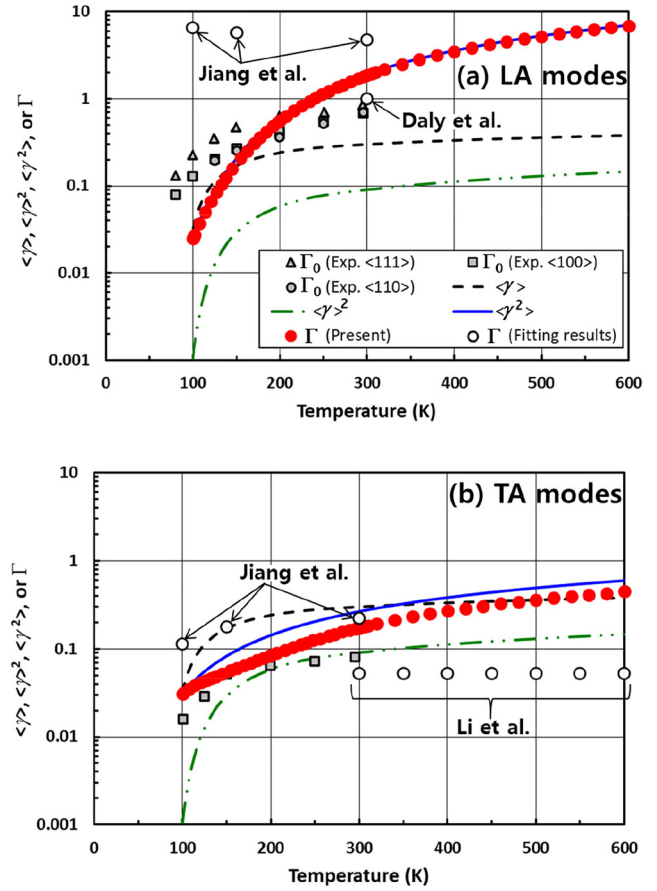 10
1
0.1
0.01
0.001
<γ>, <γ>², <γ²>, or Γ
(a) LA modes
Jiang et al.
Daly et al.
Γ₀ (Exp. <111>)
Γ₀ (Exp. <100>)
Γ₀ (Exp. <110>)
<γ>
<γ>²
<γ²>
Γ (Present)
Γ (Fitting results)
0 100 200 300 400 500 600
Temperature (K)
10
1
0.1
0.01
0.001
<γ>, <γ>², <γ²>, or Γ
(b) TA modes
Jiang et al.
Li et al.
0 100 200 300 400 500 600
Temperature (K)